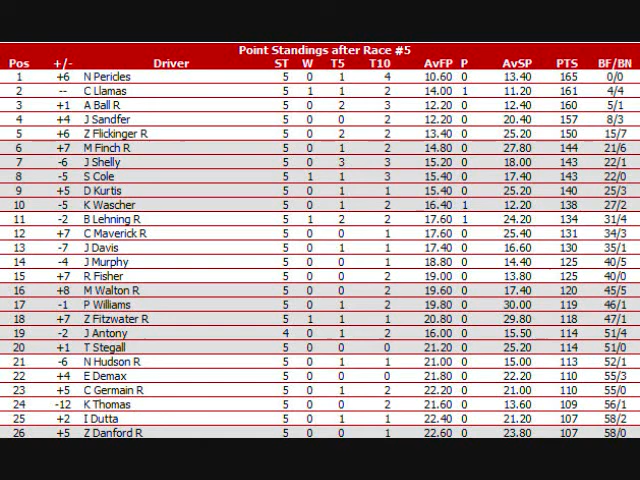 Point Standings after Race #5
Pos +/- Driver ST W T5 T10 AvFP P AvSP PTS BF/BN
1 +6 N Pericles 5 0 1 4 10.60 0 13.40 165 0/0
2 -- C Llamas 5 1 1 2 14.00 1 11.20 161 4/4
3 +1 A Ball R 5 0 2 3 12.20 0 12.40 160 5/1
4 +4 J Sandfer 5 0 0 2 12.20 0 20.40 157 8/3
5 +6 Z Flickinger R 5 0 2 2 13.40 0 25.20 150 15/7
6 +7 M Finch R 5 0 1 2 14.80 0 27.80 144 21/6
7 -6 J Shelly 5 0 3 3 15.20 0 18.00 143 22/1
8 -5 S Cole 5 1 1 3 15.40 0 17.40 143 22/0
9 +5 D Kurtis 5 0 1 1 15.40 0 25.20 140 25/3
10 -5 K Wascher 5 0 1 2 16.40 1 12.20 138 27/2
11 -2 B Lehning R 5 1 2 2 17.60 1 24.20 134 31/4
12 +7 C Maverick R 5 0 0 1 17.60 0 25.40 131 34/3
13 -7 J Davis 5 0 1 1 17.40 0 16.60 130 35/1
14 -4 J Murphy 5 0 0 1 18.80 0 14.40 125 40/5
15 +7 R Fisher 5 0 0 2 19.00 0 13.80 125 40/0
16 +8 M Walton R 5 0 0 2 19.60 0 17.40 120 45/5
17 -1 P Williams 5 0 1 2 19.80 0 30.00 119 46/1
18 +7 Z Fitzwater R 5 1 1 1 20.80 0 29.80 118 47/1
19 -2 J Antony 4 0 1 2 16.00 0 15.50 114 51/4
20 +1 T Stegall 5 0 0 0 21.20 0 25.20 114 51/0
21 -6 N Hudson R 5 0 1 1 21.00 0 15.00 113 52/1
22 +4 E Demax 5 0 0 0 21.80 0 22.20 110 55/3
23 +5 C Germain R 5 0 1 2 22.20 0 21.00 110 55/0
24 -12 K Thomas 5 0 0 2 21.60 0 13.60 109 56/1
25 +2 I Dutta 5 0 1 1 22.40 0 21.20 107 58/2
26 +5 Z Danford R 5 0 0 1 22.60 0 23.80 107 58/0